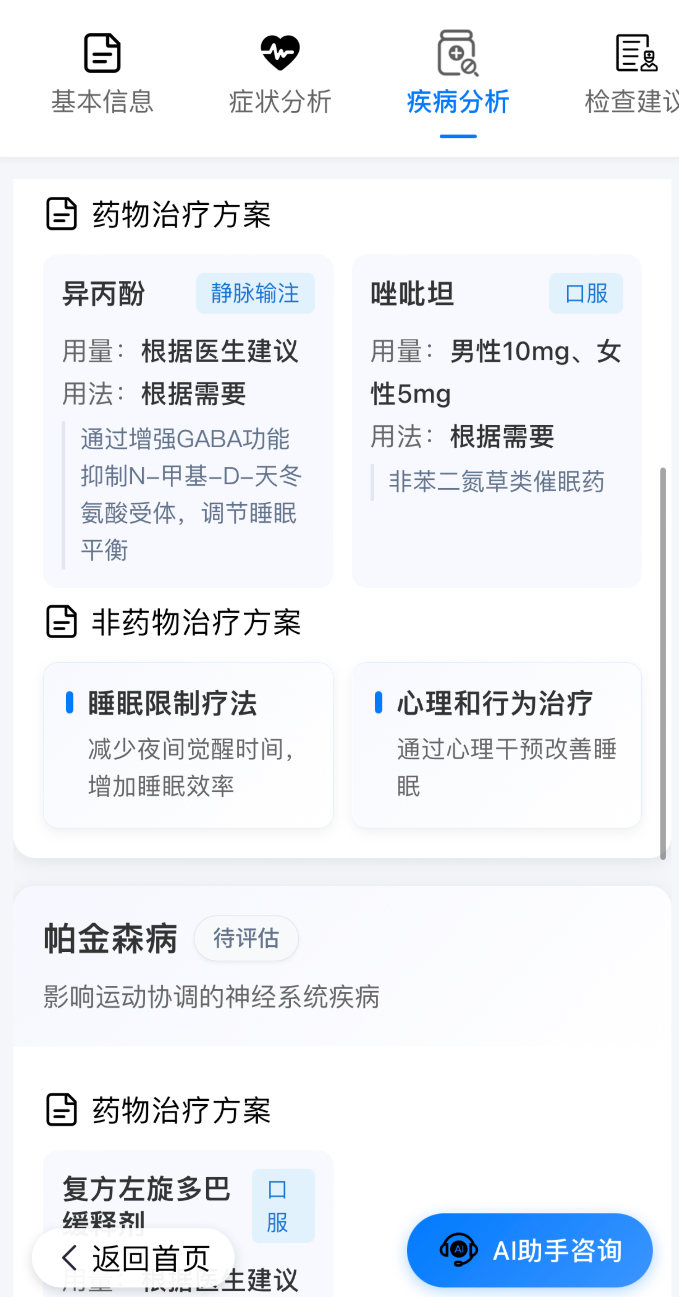 基本信息
症状分析
疾病分析
检查建议
药物治疗方案
异丙酚
静脉输注
用量：根据医生建议
用法：根据需要
通过增强GABA功能
抑制N-甲基-D-天冬
氨酸受体，调节睡眠
平衡
唑吡坦
口服
用量：男性10mg、女
性5mg
用法：根据需要
非苯二氮草类催眠药
非药物治疗方案
睡眠限制疗法
减少夜间觉醒时间，
增加睡眠效率
心理和行为治疗
通过心理干预改善睡
眠
帕金森病
待评估
影响运动协调的神经系统疾病
药物治疗方案
复方左旋多巴
缓释剂
口
服
用量：根据医生建议
返回首页
AI
AI助手咨询